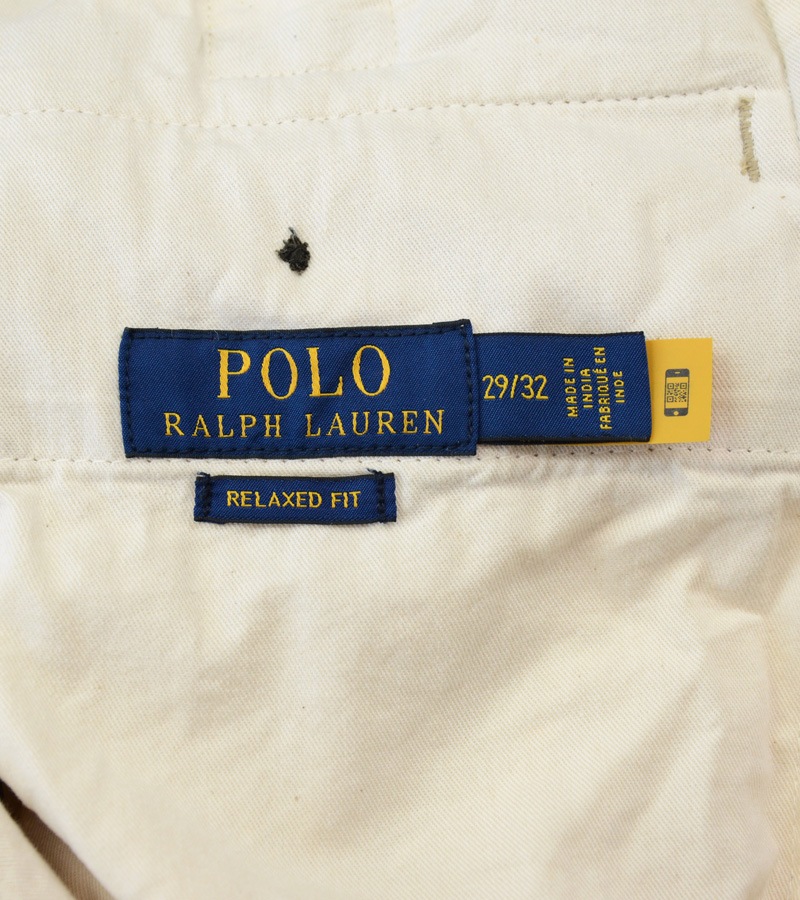 POLO
RALPH LAUREN
29/32
MADE IN
INDIA
FABRIQUÉ EN
INDE
RELAXED FIT